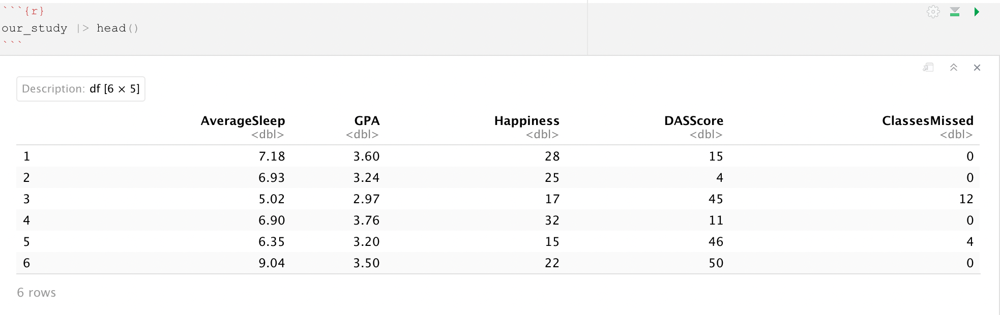 ```{r}
our_study |> head()
```
Description: df [6 × 5]
AverageSleep GPA Happiness DASScore ClassesMissed
<dbl> <dbl> <dbl> <dbl> <dbl>
1 7.18 3.60 28 15 0
2 6.93 3.24 25 4 0
3 5.02 2.97 17 45 12
4 6.90 3.76 32 11 0
5 6.35 3.20 15 46 4
6 9.04 3.50 22 50 0
6 rows